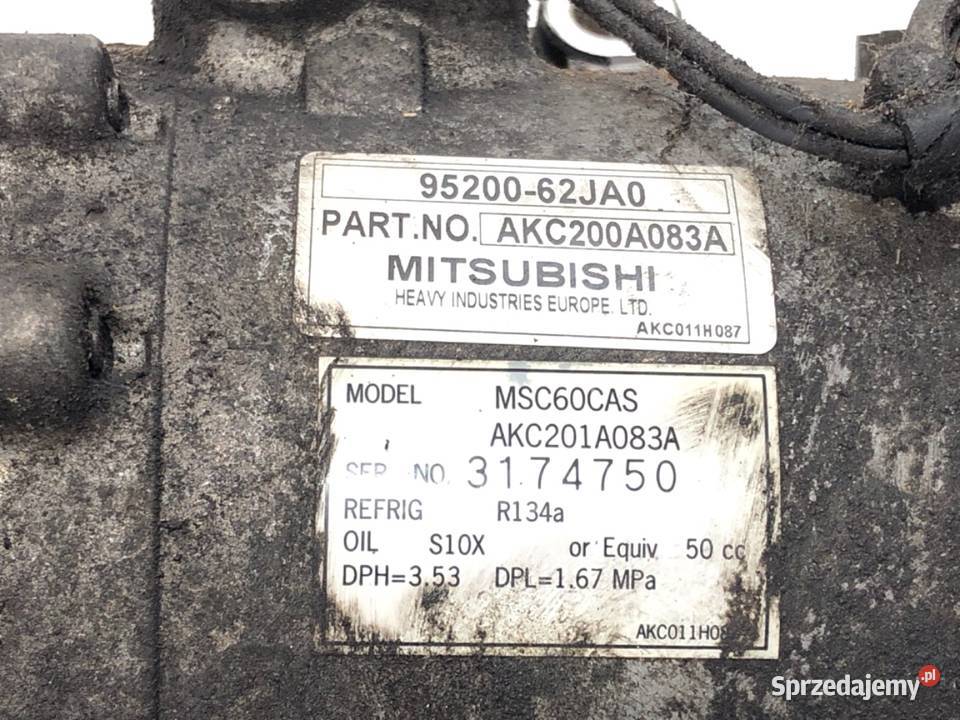 95200-62JA0
PART.NO. AKC200A083A
MITSUBISHI
HEAVY INDUSTRIES EUROPE. LTD.
AKC011H087
MODEL MSC60CAS
AKC201A083A
SER NO. 3174750
REFRIG R134a
OIL S10X or Equiv 50 cc
DPH=3.53 DPL=1.67 MPa
Sprzedajemy.pl